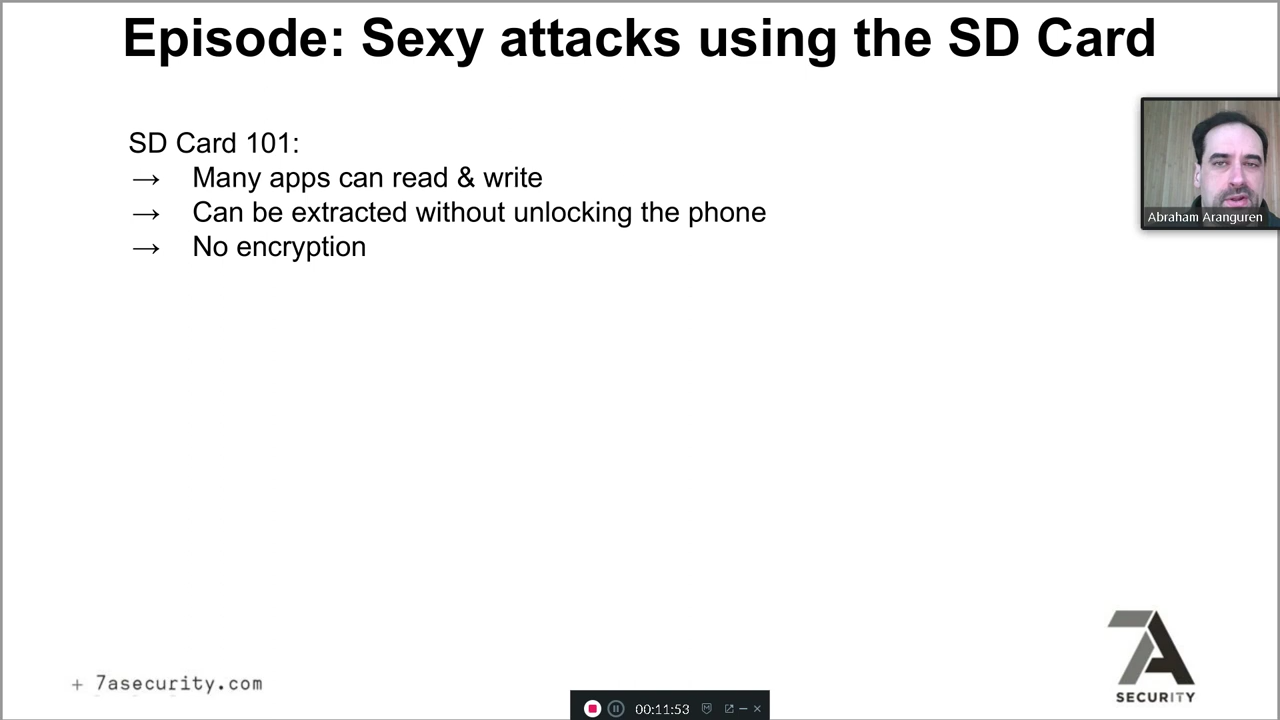 Episode: Sexy attacks using the SD Card
SD Card 101:
→ Many apps can read & write
→ Can be extracted without unlocking the phone
→ No encryption
Abraham Aranguren
7A
SECURITY
+ 7asecurity.com
00:11:53